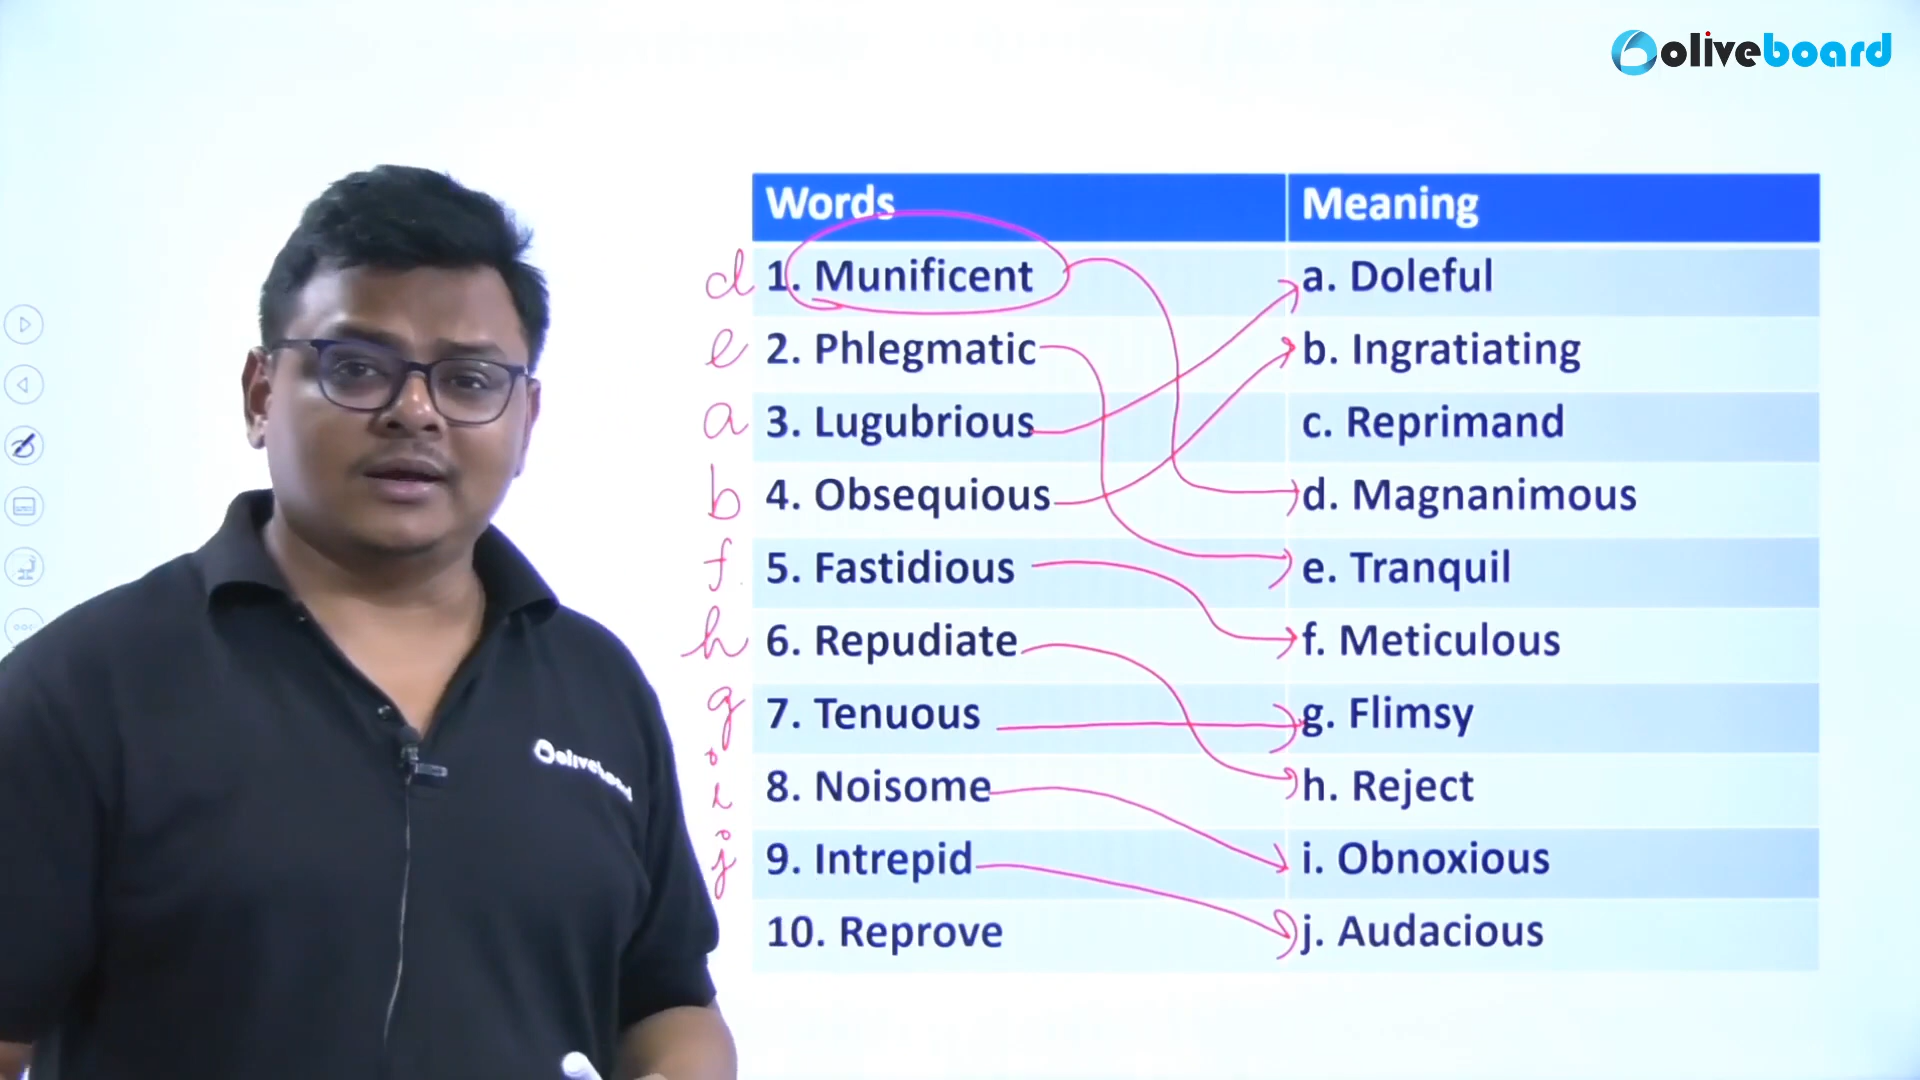 oliveboard
Words Meaning
d 1. Munificent a. Doleful
e 2. Phlegmatic b. Ingratiating
a 3. Lugubrious c. Reprimand
b 4. Obsequious d. Magnanimous
f. 5. Fastidious e. Tranquil
h 6. Repudiate f. Meticulous
g 7. Tenuous g. Flimsy
i 8. Noisome h. Reject
j 9. Intrepid i. Obnoxious
10. Reprove j. Audacious
oliveboard